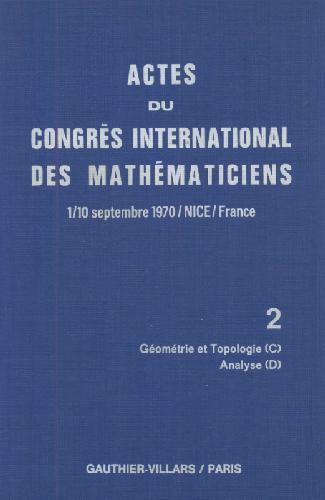 ACTES
DU
CONGRÈS INTERNATIONAL
DES MATHÉMATICIENS
1/10 septembre 1970/NICE/France
2
Géométrie et Topologie (C)
Analyse (D)
GAUTHIER-VILLARS / PARIS